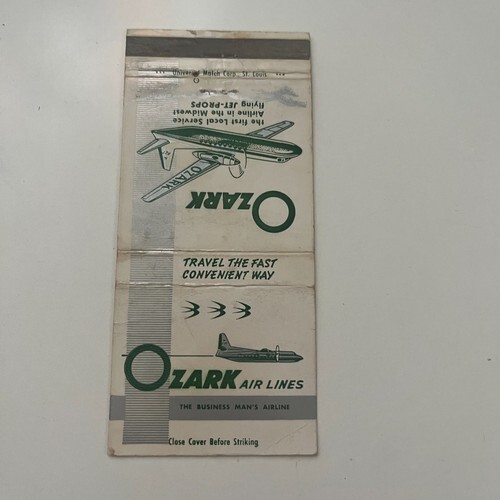 Universal Match Corp., St. Louis
the first Local Service
Airline in the Midwest
flying JET-PROPS
OZARK
OZARK
TRAVEL THE FAST
CONVENIENT WAY
OZARK AIR LINES
THE BUSINESS MAN'S AIRLINE
Close Cover Before Striking